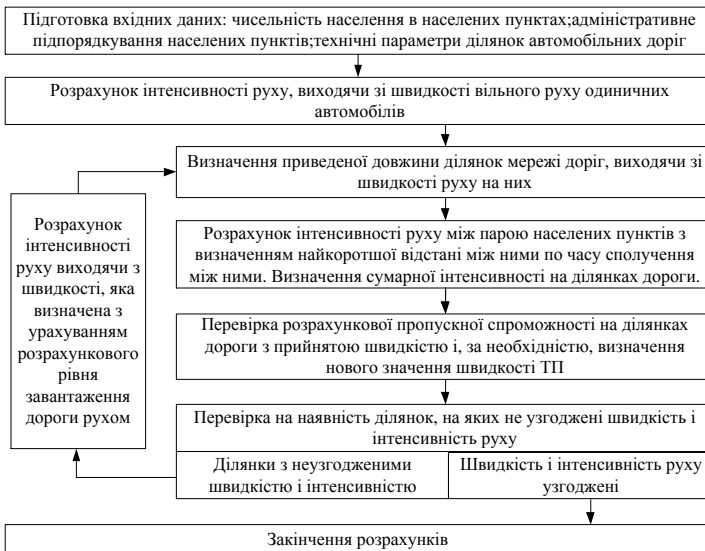 Підготовка вхідних даних: чисельність населення в населених пунктах;адміністративне
підпорядкування населених пунктів;технічні параметри ділянок автомобільних доріг
Розрахунок інтенсивності руху, виходячи зі швидкості вільного руху одиничних
автомобілів
Визначення приведеної довжини ділянок мережі доріг, виходячи зі
швидкості руху на них
Розрахунок
інтенсивності
руху виходячи з
швидкості, яка
визначена з
урахуванням
розрахункового
рівня
завантаження
дороги рухом
Розрахунок інтенсивності руху між парою населених пунктів з
визначенням найкоротшої відстані між ними по часу сполучення
між ними. Визначення сумарної інтенсивності на ділянках дороги.
Перевірка розрахункової пропускної спроможності на ділянках
дороги з прийнятою швидкістю і, за необхідністю, визначення
нового значення швидкості ТП
Перевірка на наявність ділянок, на яких не узгоджені швидкість і
інтенсивність руху
Ділянки з неузгодженими
швидкістю і інтенсивністю
Швидкість і інтенсивність руху
узгоджені
Закінчення розрахунків